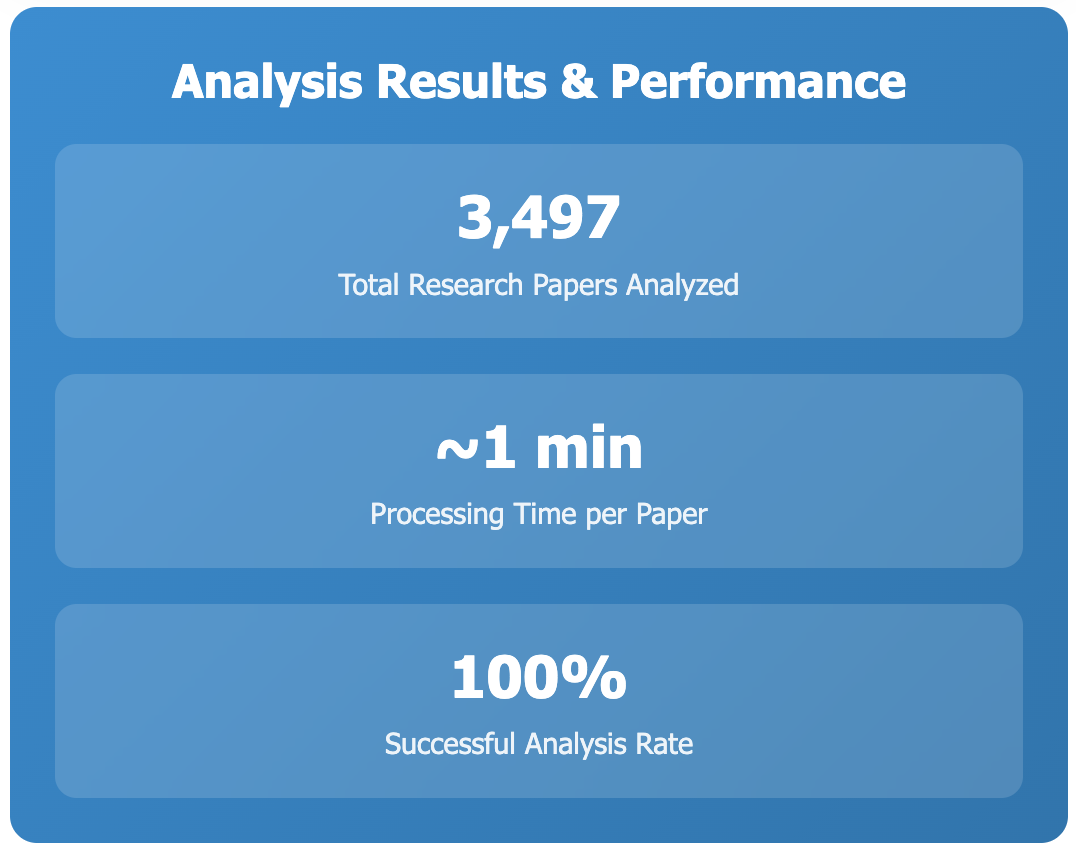 Analysis Results & Performance
3,497
Total Research Papers Analyzed
~1 min
Processing Time per Paper
100%
Successful Analysis Rate